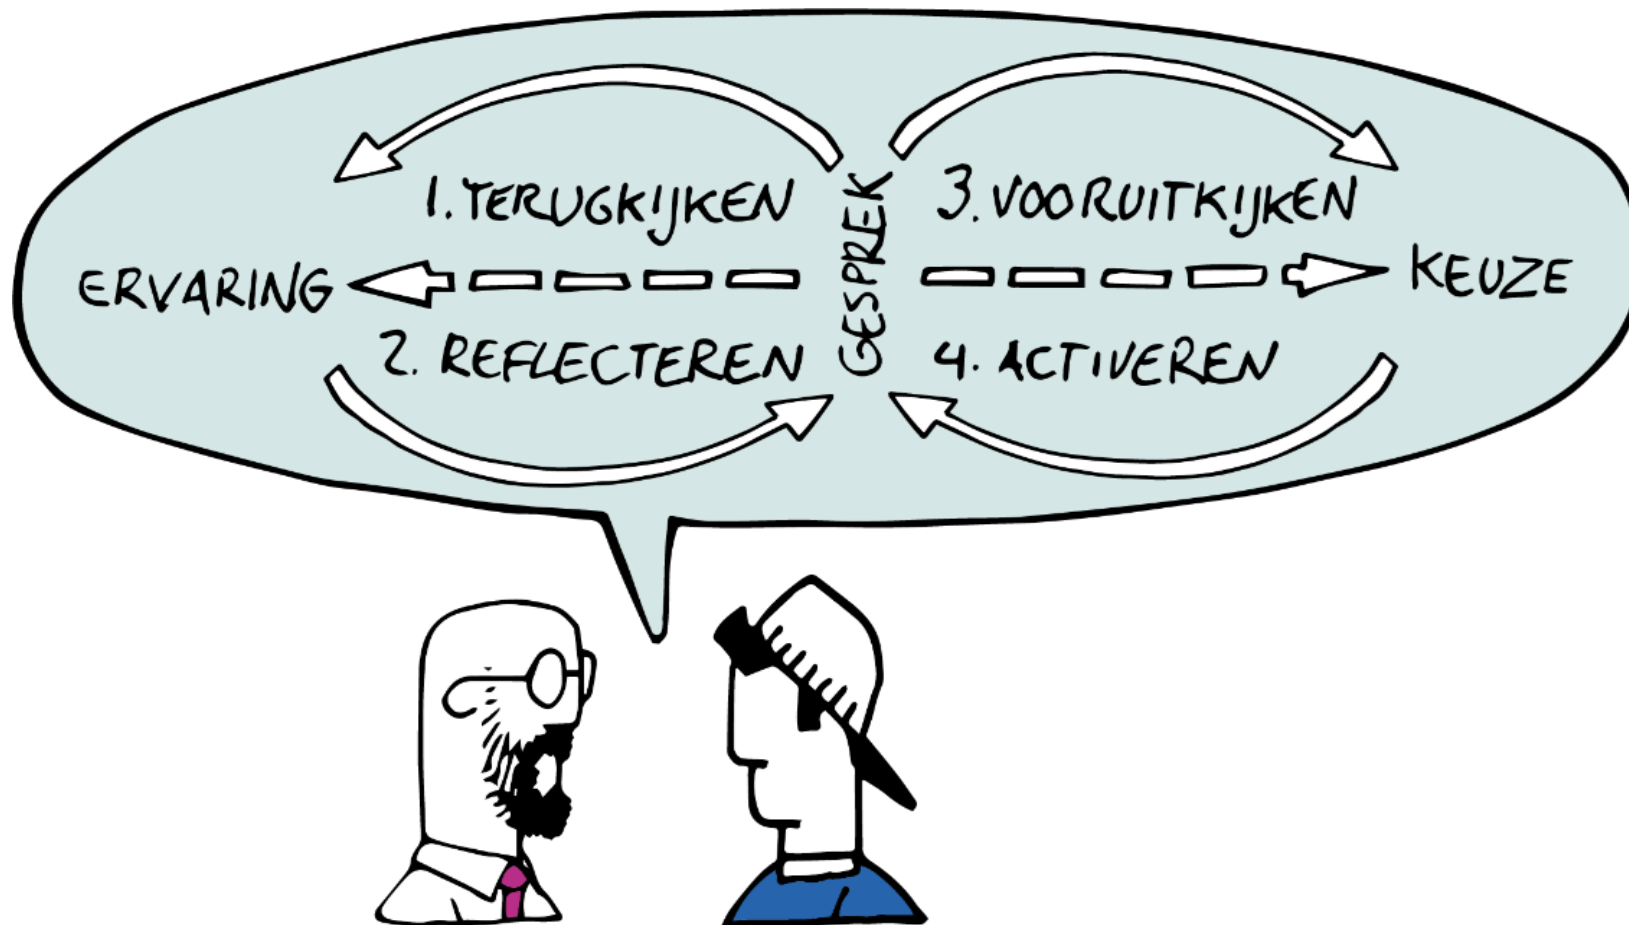 1. TERUGKIJKEN
3. VOORUITKIJKEN
ERVARING
GESPREK
KEUZE
2. REFLECTEREN
4. ACTIVEREN